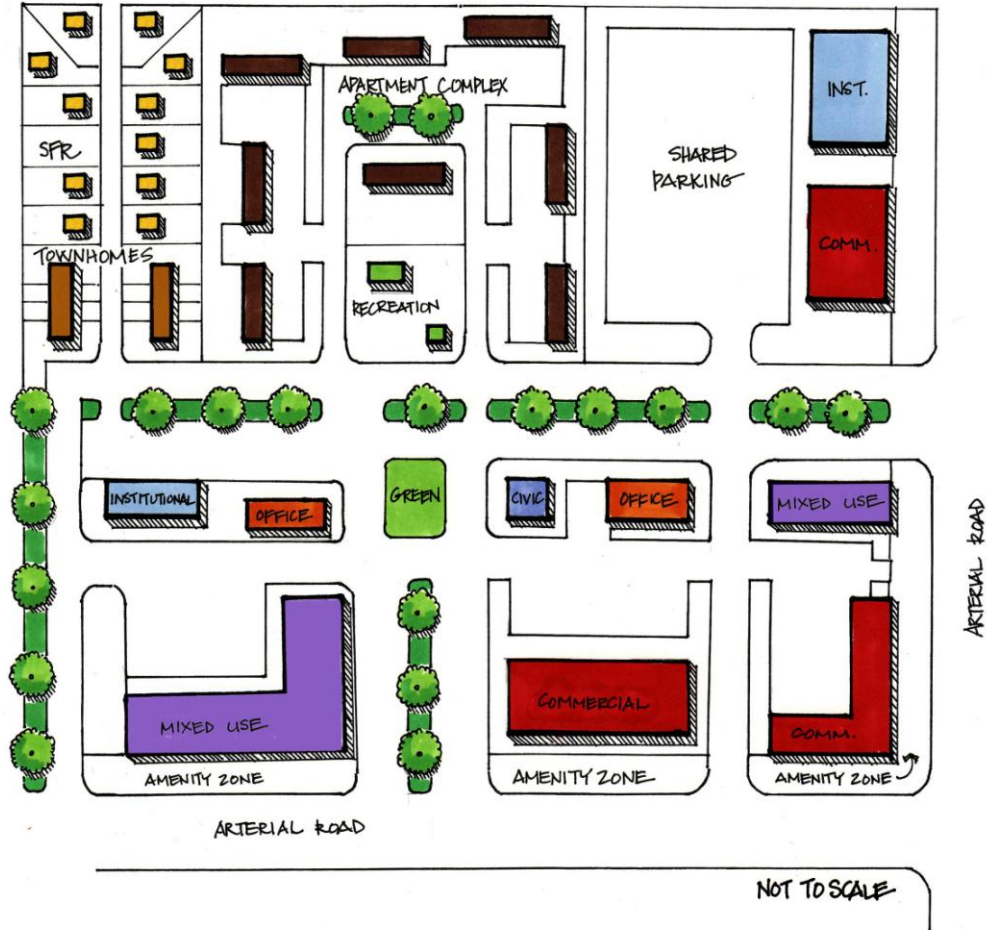 APARTMENT COMPLEX
INST.
SFR
SHARED
PARKING
COMM.
TOWNHOMES
RECREATION
INSTITUTIONAL
OFFICE
GREEN
CIVIC
OFFICE
MIXED USE
ARTERIAL ROAD
MIXED USE
COMMERCIAL
COMM.
AMENITY ZONE
AMENITY ZONE
AMENITY ZONE
ARTERIAL ROAD
NOT TO SCALE